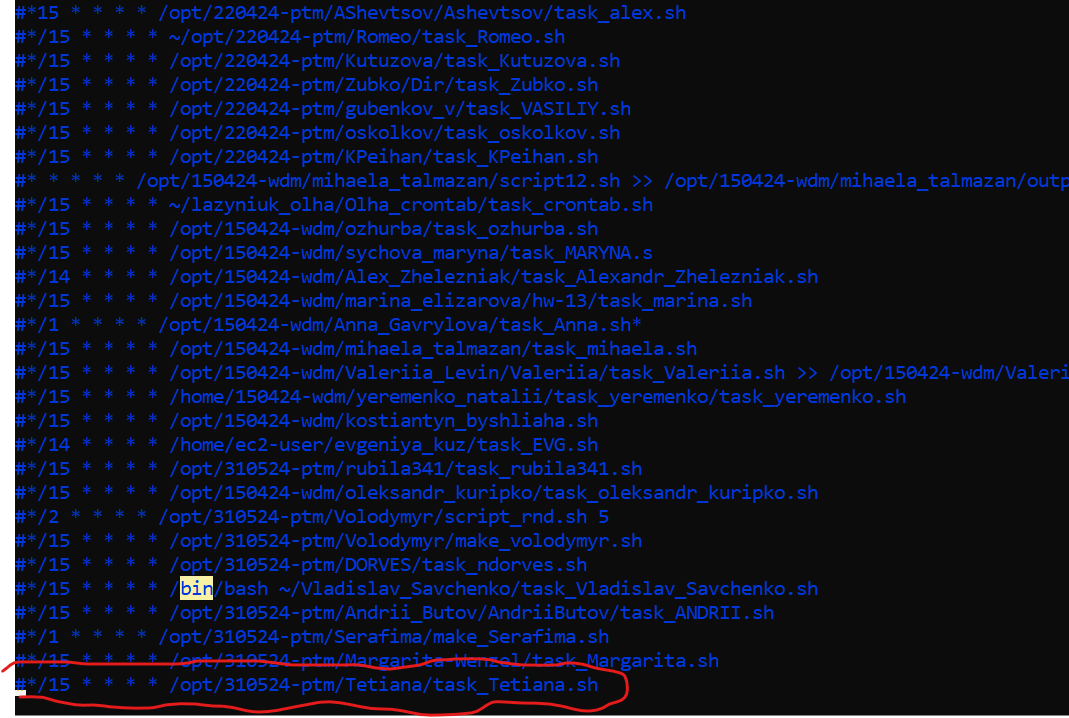 #*15 * * * * /opt/220424-ptm/AShevtsov/Ashevtsov/task_alex.sh
#*/15 * * * * ~/opt/220424-ptm/Romeo/task_Romeo.sh
#*/15 * * * * /opt/220424-ptm/Kutuzova/task_Kutuzova.sh
#*/15 * * * * /opt/220424-ptm/Zubko/Dir/task_Zubko.sh
#*/15 * * * * /opt/220424-ptm/gubenkov_v/task_VASILIY.sh
#*/15 * * * * /opt/220424-ptm/oskolkov/task_oskolkov.sh
#*/15 * * * * /opt/220424-ptm/KPeihan/task_KPeihan.sh
#* * * * * /opt/150424-wdm/mihaela_talmazan/script12.sh >> /opt/150424-wdm/mihaela_talmazan/outp
#*/15 * * * * ~/lazyniuk_olha/Olha_crontab/task_crontab.sh
#*/15 * * * * /opt/150424-wdm/ozhurba/task_ozhurba.sh
#*/15 * * * * /opt/150424-wdm/sychova_maryna/task_MARYNA.s
#*/14 * * * * /opt/150424-wdm/Alex_Zhelezniak/task_Alexandr_Zhelezniak.sh
#*/15 * * * * /opt/150424-wdm/marina_elizarova/hw-13/task_marina.sh
#*/1 * * * * /opt/150424-wdm/Anna_Gavrylova/task_Anna.sh*
#*/15 * * * * /opt/150424-wdm/mihaela_talmazan/task_mihaela.sh
#*/15 * * * * /opt/150424-wdm/Valeriia_Levin/Valeriia/task_Valeriia.sh >> /opt/150424-wdm/Valeri
#*/15 * * * * /home/150424-wdm/yeremenko_natalii/task_yeremenko/task_yeremenko.sh
#*/15 * * * * /opt/150424-wdm/kostiantyn_byshliaha.sh
#*/14 * * * * /home/ec2-user/evgeniya_kuz/task_EVG.sh
#*/15 * * * * /opt/310524-ptm/rubila341/task_rubila341.sh
#*/15 * * * * /opt/150424-wdm/oleksandr_kuripko/task_oleksandr_kuripko.sh
#*/2 * * * * /opt/310524-ptm/Volodymyr/script_rnd.sh 5
#*/15 * * * * /opt/310524-ptm/Volodymyr/make_volodymyr.sh
#*/15 * * * * /opt/310524-ptm/DORVES/task_ndorves.sh
#*/15 * * * * /bin/bash ~/Vladislav_Savchenko/task_Vladislav_Savchenko.sh
#*/15 * * * * /opt/310524-ptm/Andrii_Butov/AndriiButov/task_ANDRII.sh
#*/1 * * * * /opt/310524-ptm/Serafima/make_Serafima.sh
#*/15 * * * * /opt/310524-ptm/Margarita_Wenzel/task_Margarita.sh
#*/15 * * * * /opt/310524-ptm/Tetiana/task_Tetiana.sh